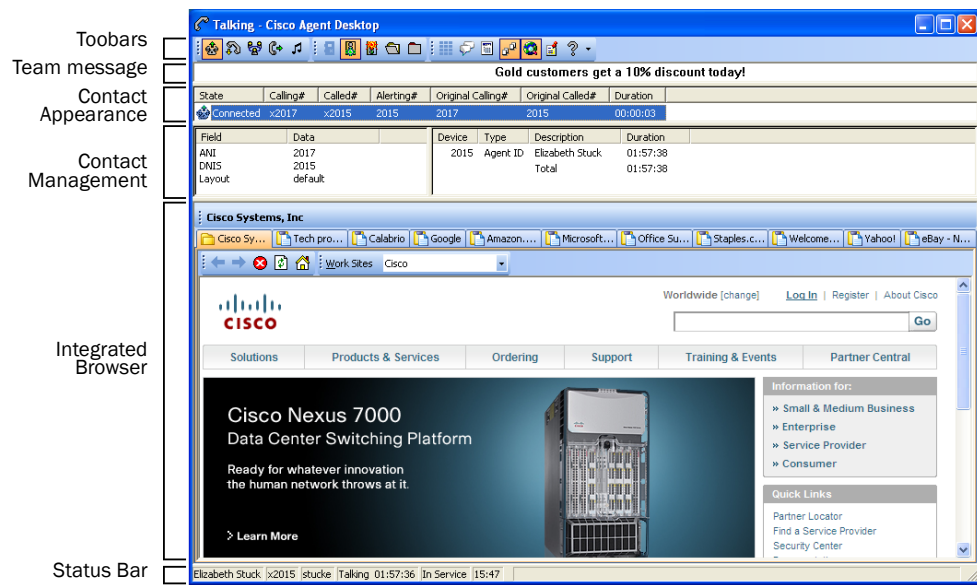 Talking - Cisco Agent Desktop
Toobars
Team message
Gold customers get a 10% discount today!
Contact Appearance
State Calling# Called# Alerting# Original Calling# Original Called# Duration
Connected x2017 x2015 2015 2017 2015 00:00:03
Contact Management
Field Data
ANI 2017
DNIS 2015
Layout default
Device Type Description Duration
2015 Agent ID Elizabeth Stuck 01:57:38
Total 01:57:38
Integrated Browser
Cisco Systems, Inc
Cisco Sy... Tech pro... Calabrio Google Amazon.... Microsoft... Office Su... Staples.c... Welcome... Yahoo! eBay - N...
Work Sites Cisco
CISCO
Worldwide [change] Log In | Register | About Cisco
Go
Solutions Products & Services Ordering Support Training & Events Partner Central
Cisco Nexus 7000
Data Center Switching Platform
Ready for whatever innovation
the human network throws at it.
> Learn More
Information for:
» Small & Medium Business
» Enterprise
» Service Provider
» Consumer
Quick Links
Partner Locator
Find a Service Provider
Security Center
Status Bar
Elizabeth Stuck x2015 stucke Talking 01:57:36 In Service 15:47